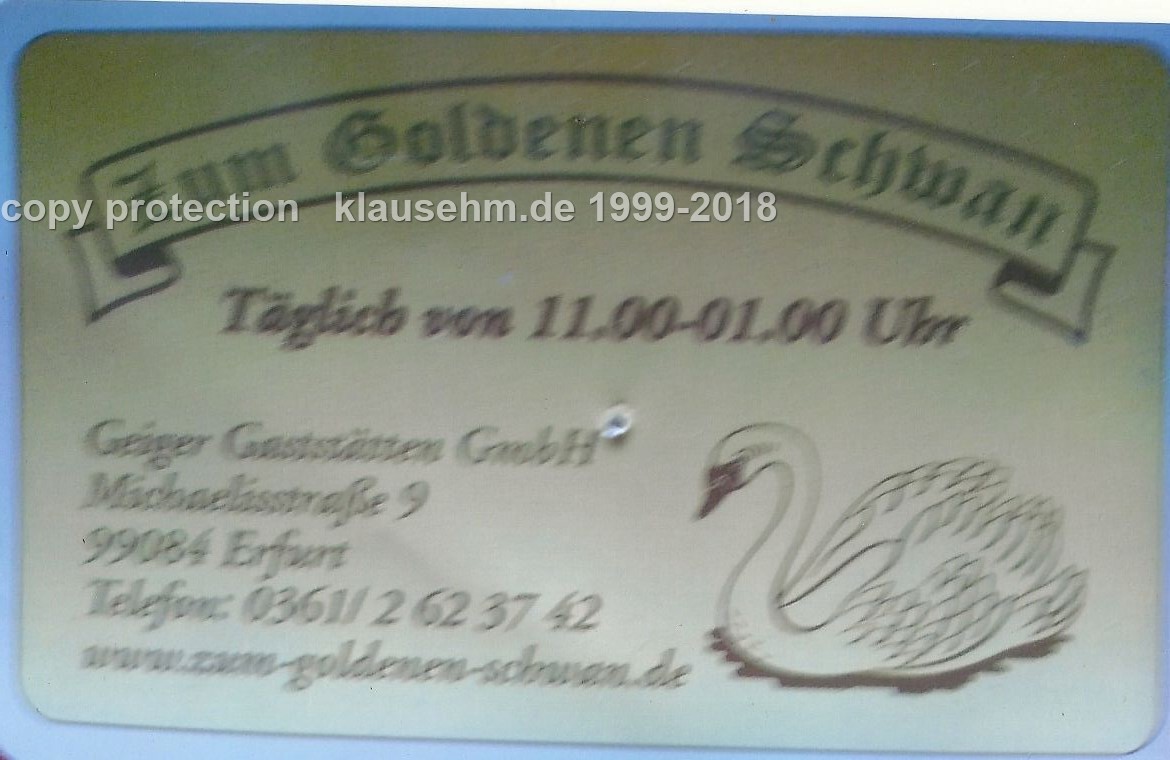 Zum Goldenen Schwan
copy protection klausehm.de 1999-2018
Täglich von 11.00-01.00 Uhr
Geiger Gaststätten GmbH
Michaelisstraße 9
99084 Erfurt
Telefon: 0361/ 2 62 37 42
www.zum-goldenen-schwan.de